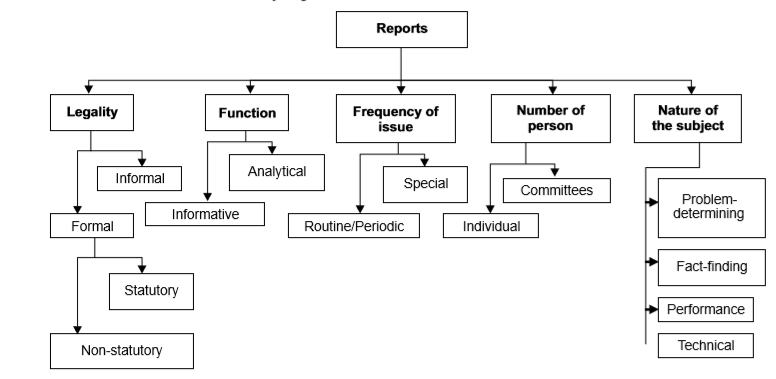 Reports
Legality
Function
Frequency of
issue
Number of
person
Nature of
the subject
Informal
Formal
Statutory
Non-statutory
Analytical
Informative
Special
Routine/Periodic
Committees
Individual
Problem-
determining
Fact-finding
Performance
Technical